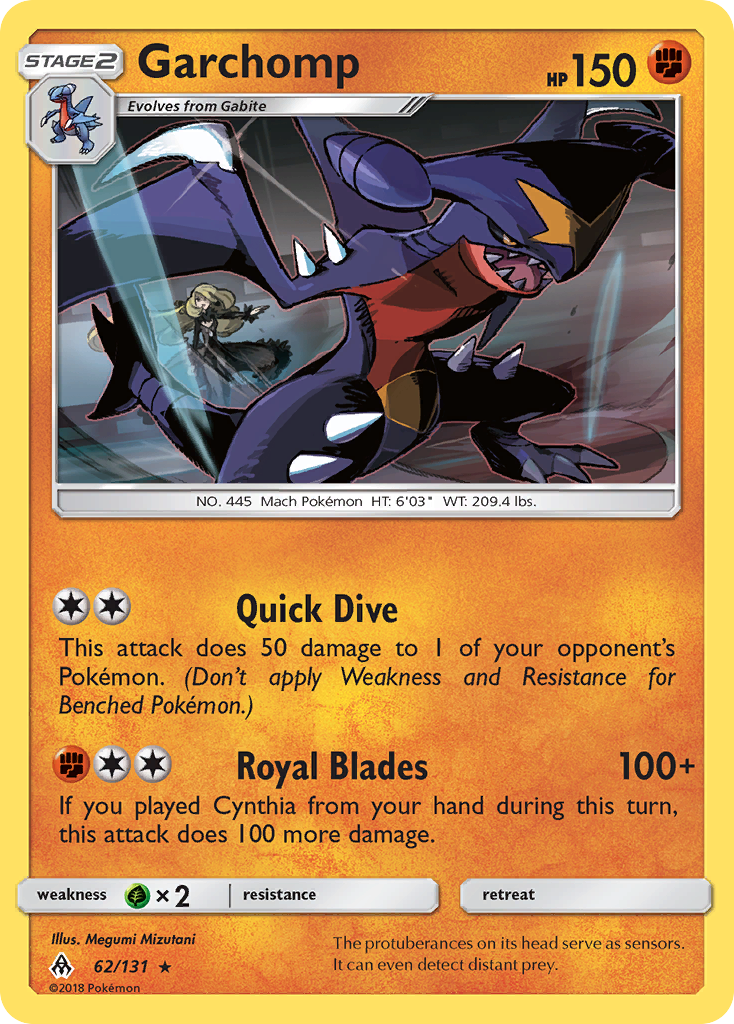 STAGE 2
Garchomp
HP 150
Evolves from Gabite
NO. 445 Mach Pokémon HT: 6'03" WT: 209.4 lbs.
Quick Dive
This attack does 50 damage to 1 of your opponent's
Pokémon. (Don't apply Weakness and Resistance for
Benched Pokémon.)
Royal Blades 100+
If you played Cynthia from your hand during this turn,
this attack does 100 more damage.
weakness × 2 resistance retreat
Illus. Megumi Mizutani
62/131 ★
©2018 Pokémon
The protuberances on its head serve as sensors.
It can even detect distant prey.